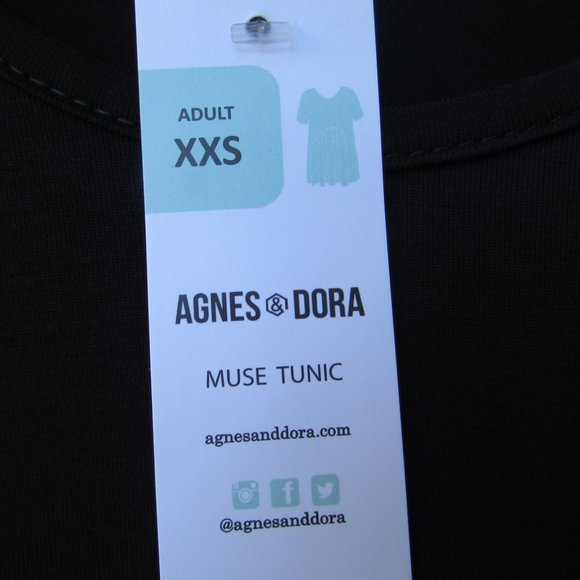 ADULT
XXS
AGNES & DORA
MUSE TUNIC
agnesanddora.com
@agnesanddora